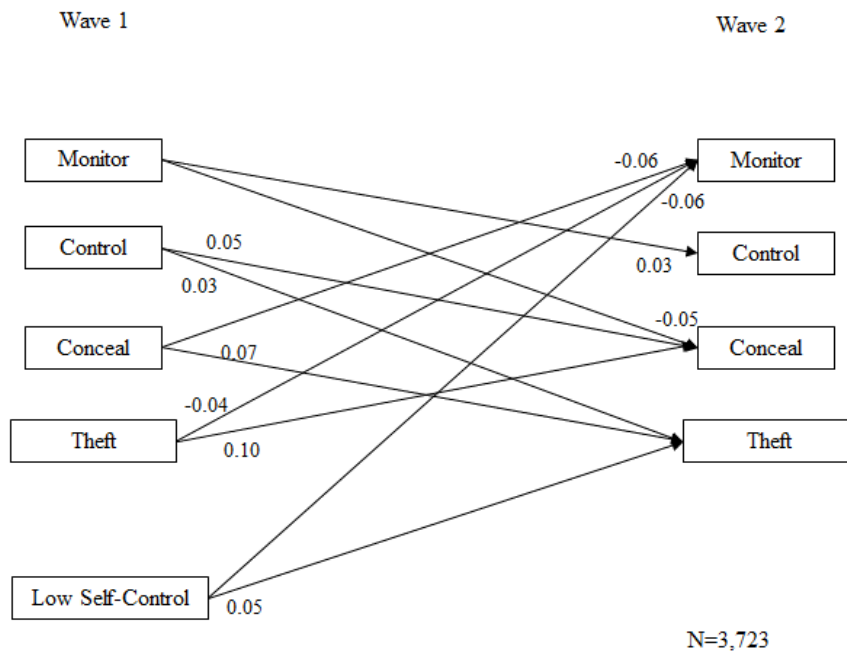 Wave 1
Wave 2
Monitor
-0.06
Monitor
-0.06
Control
0.05
0.03
Control
0.03
-0.05
Conceal
0.07
Conceal
-0.04
Theft
0.10
Theft
Low Self-Control
0.05
N=3,723